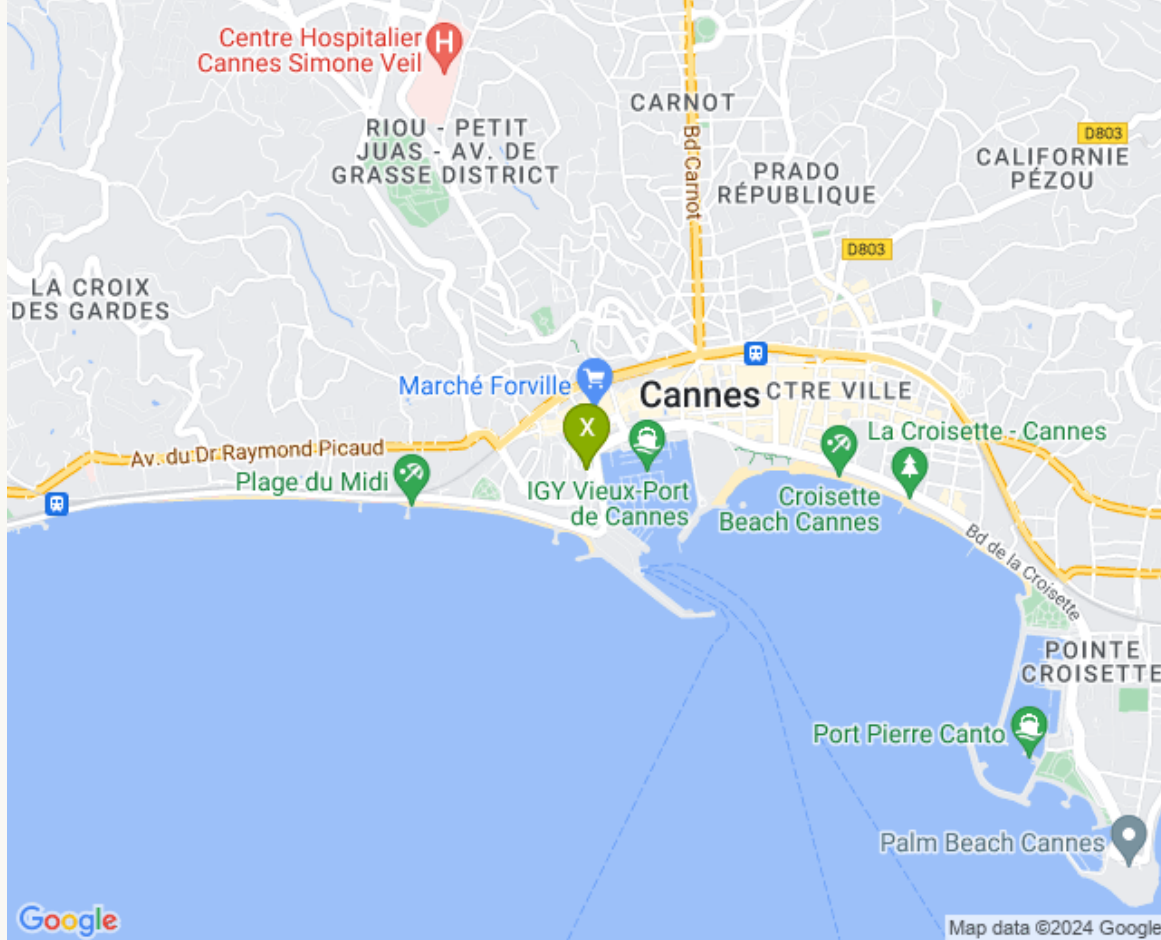 Centre Hospitalier
Cannes Simone Veil
H
CARNOT
RIOU - PETIT
JUAS - AV. DE
GRASSE DISTRICT
Bd Carnot
D803
CALIFORNIE
PÉZOU
PRADO
RÉPUBLIQUE
D803
LA CROIX
DES GARDES
Marché Forville
Cannes
CTRE VILLE
X
La Croisette - Cannes
Av. du Dr Raymond Picaud
Plage du Midi
IGY Vieux-Port
de Cannes
Croisette
Beach Cannes
Bd de la Croisette
POINTE
CROISETTE
Port Pierre Canto
Palm Beach Cannes
Google
Map data ©2024 Google